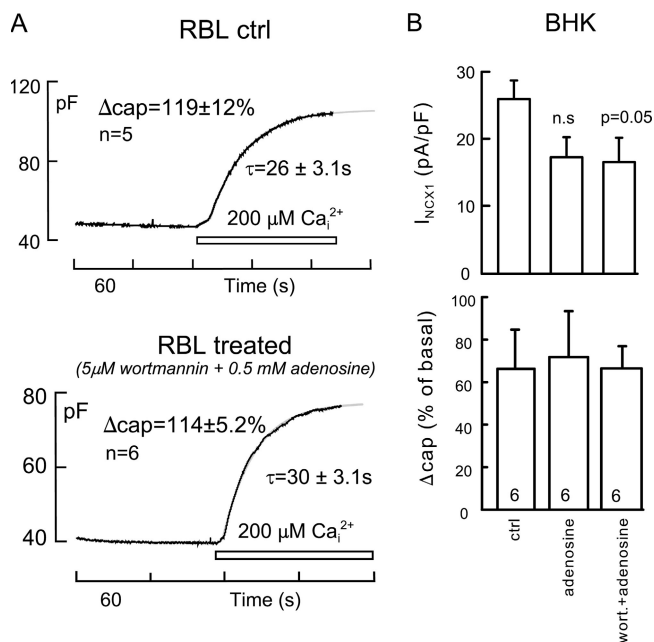 A
RBL ctrl
120
pF
80
40
Δcap=119±12%
n=5
τ=26 ± 3.1s
200 μM Ca i 2+
60
Time (s)
RBL treated
(5μM wortmannin + 0.5 mM adenosine)
80
pF
60
40
Δcap=114±5.2%
n=6
τ=30 ± 3.1s
200 μM Ca i 2+
60
Time (s)
B
BHK
I NCX1 (pA/pF)
30
20
10
0
n.s
p=0.05
Δcap (% of basal)
100
80
60
40
20
0
6
6
6
ctrl
adenosine
wort.+adenosine